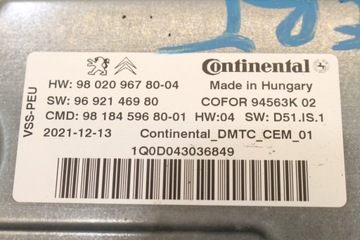 Continental
HW: 98 020 967 80-04 Made in Hungary
SW: 96 921 469 80 COFOR 94563K 02
CMD: 98 184 596 80-01 HW:04 SW: D51.IS.1
2021-12-13 Continental_DMTC_CEM_01
1Q0D043036849
VSS-PEU